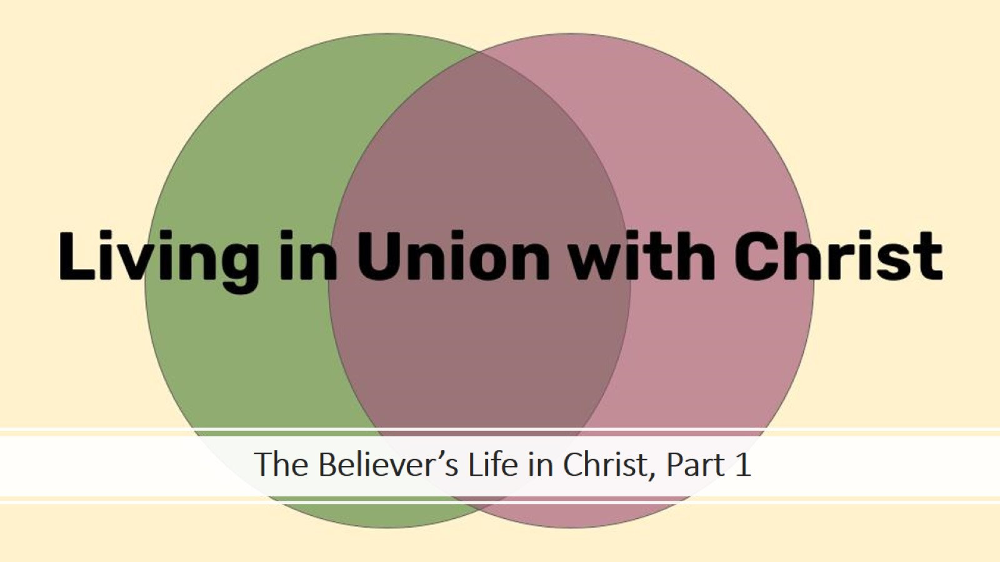 Living in Union with Christ
The Believer’s Life in Christ, Part 1